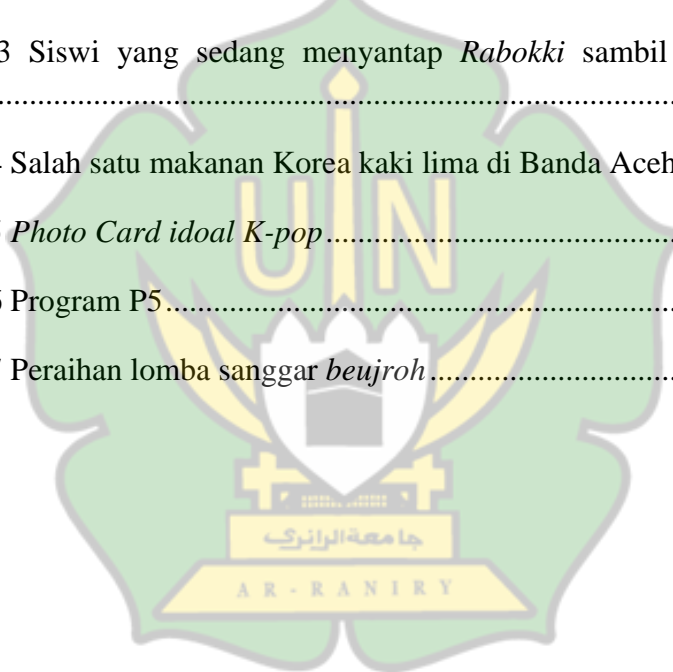 3 Siswi yang sedang menyantap Rabokki sambil
........................................................................................
Salah satu makanan Korea kaki lima di Banda Aceh
Photo Card idoal K-pop.............................................
Program P5....................................................................
Peraihan lomba sanggar beujroh................................
UIN
جامعة الرانري
AR-RANIRY